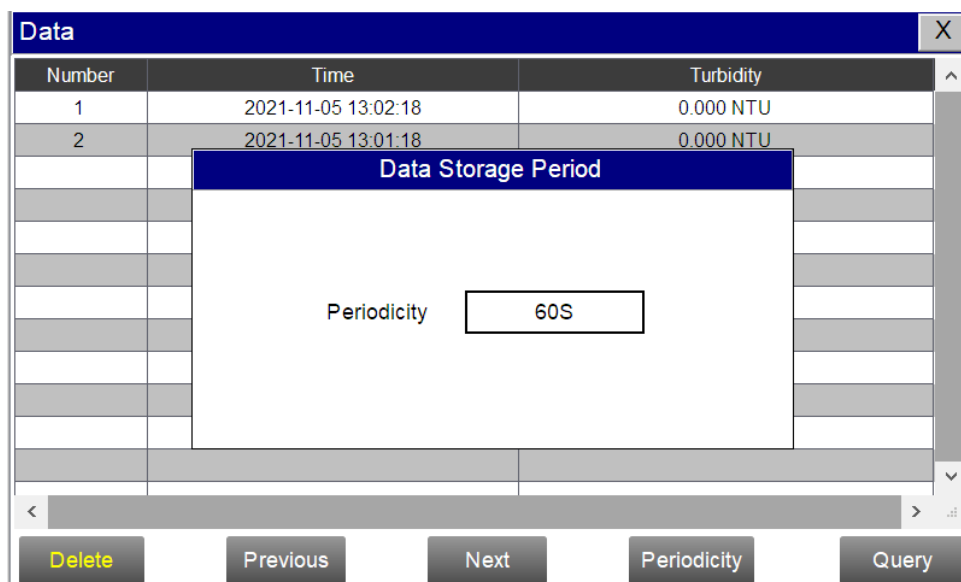 Data X
Number Time Turbidity
1 2021-11-05 13:02:18 0.000 NTU
2 2021-11-05 13:01:18 0.000 NTU
Data Storage Period
Periodicity 60S
Delete Previous Next Periodicity Query